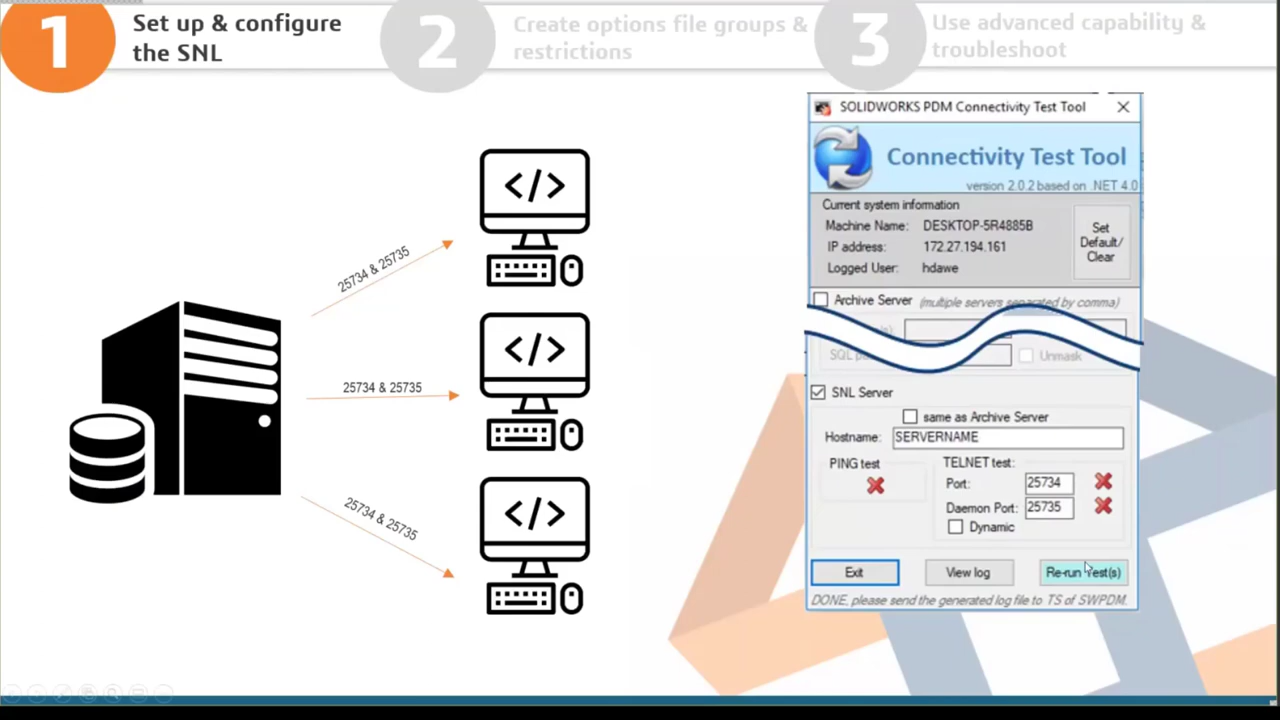 1
Set up & configure
the SNL
2
Create options file groups &
restrictions
3
Use advanced capability &
troubleshoot
25734 & 25735
25734 & 25735
25734 & 25735
</>
</>
</>
SOLIDWORKS PDM Connectivity Test Tool
Connectivity Test Tool
version 2.0.2 based on .NET 4.0
Current system information
Machine Name: DESKTOP-5R4885B
IP address: 172.27.194.161
Logged User: hdawe
Set
Default/
Clear
Archive Server (multiple servers separated by comma)
SQL
Unmask
SNL Server
same as Archive Server
Hostname: SERVERNAME
PING test
TELNET test:
Port: 25734
Daemon Port: 25735
Dynamic
Exit
View log
Re-run Test(s)
DONE, please send the generated log file to TS of SWPDM.